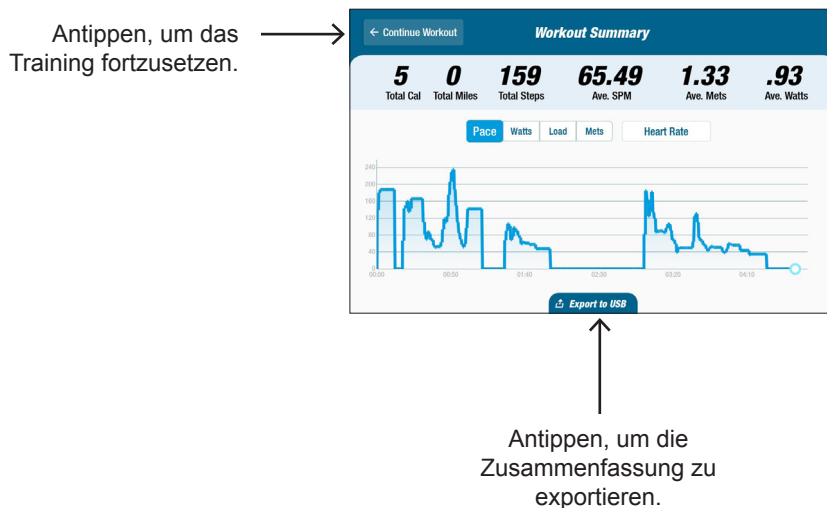 Antippen, um das
Training fortzusetzen.
← Continue Workout
Workout Summary
5 0 159 65.49 1.33 .93
Total Cal Total Miles Total Steps Ave. SPM Ave. Mets Ave. Watts
Pace Watts Load Mets Heart Rate
240
200
160
120
80
40
0
00:00 00:50 01:40 02:30 03:20 04:10
Export to USB
Antippen, um die
Zusammenfassung zu
exportieren.